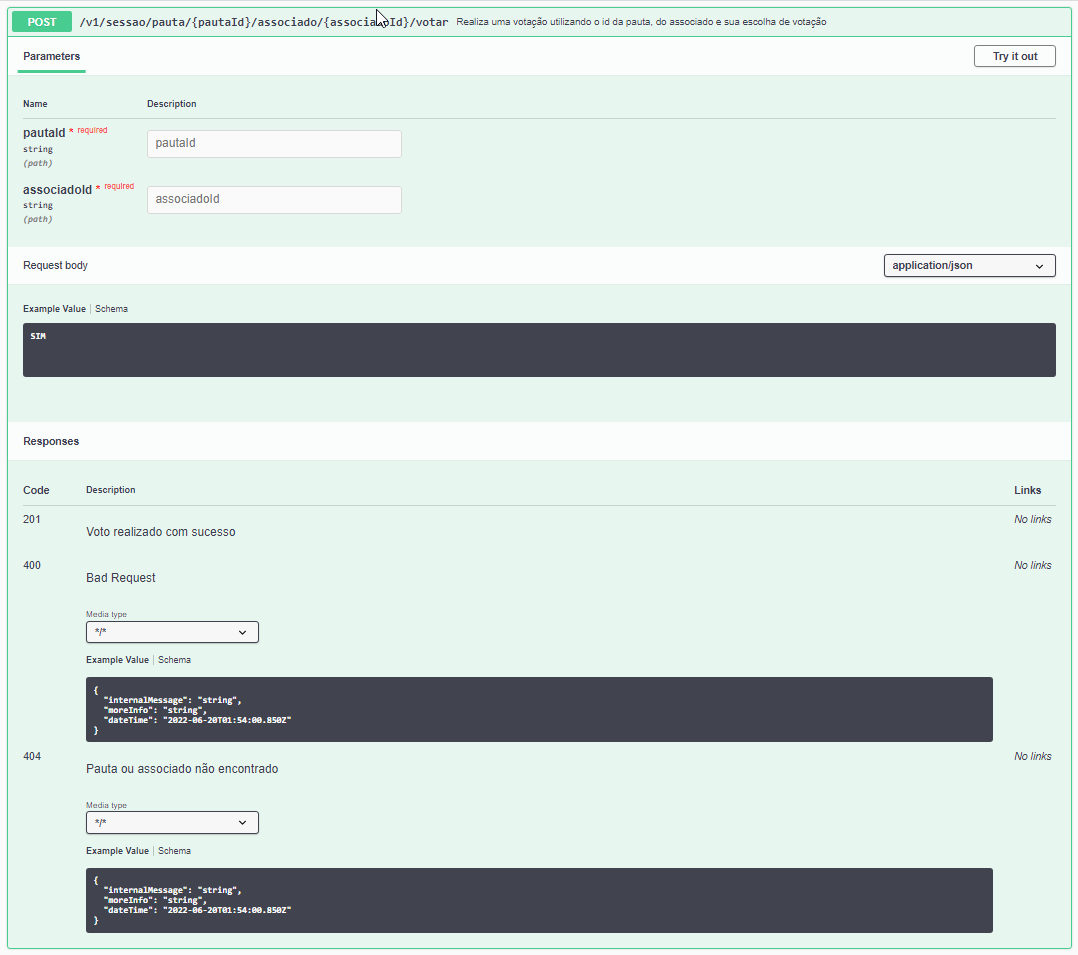 POST /v1/sessao/pauta/{pautaId}/associado/{associadoId}/votar Realiza uma votação utilizando o id da pauta, do associado e sua escolha de votação
Parameters Try it out
Name Description
pautaId * required
string
(path)
pautaId
associadoId * required
string
(path)
associadoId
Request body application/json
Example Value | Schema
SIM
Responses
Code Description Links
201 No links
Voto realizado com sucesso
400 No links
Bad Request
Media type
*/*
Example Value | Schema
{
"internalMessage": "string",
"moreInfo": "string",
"dateTime": "2022-06-20T01:54:00.850Z"
}
404 No links
Pauta ou associado não encontrado
Media type
*/*
Example Value | Schema
{
"internalMessage": "string",
"moreInfo": "string",
"dateTime": "2022-06-20T01:54:00.850Z"
}